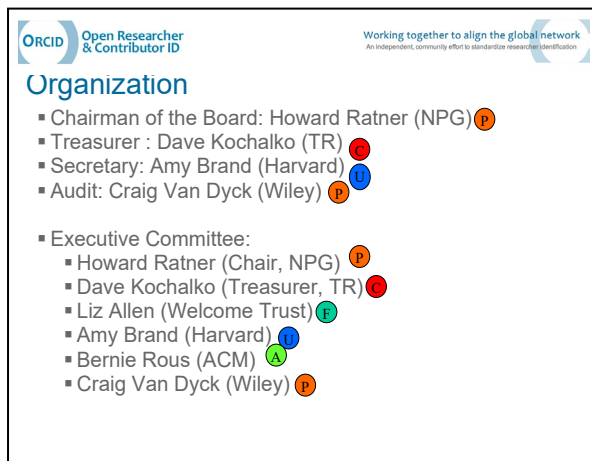 ORCID Open Researcher & Contributor ID
Working together to align the global network
An independent, community effort to standardize researcher identification
Organization
▪ Chairman of the Board: Howard Ratner (NPG) P
▪ Treasurer : Dave Kochalko (TR) C
▪ Secretary: Amy Brand (Harvard) U
▪ Audit: Craig Van Dyck (Wiley) P
▪ Executive Committee:
▪ Howard Ratner (Chair, NPG) P
▪ Dave Kochalko (Treasurer, TR) C
▪ Liz Allen (Welcome Trust) F
▪ Amy Brand (Harvard) U
▪ Bernie Rous (ACM) A
▪ Craig Van Dyck (Wiley) P